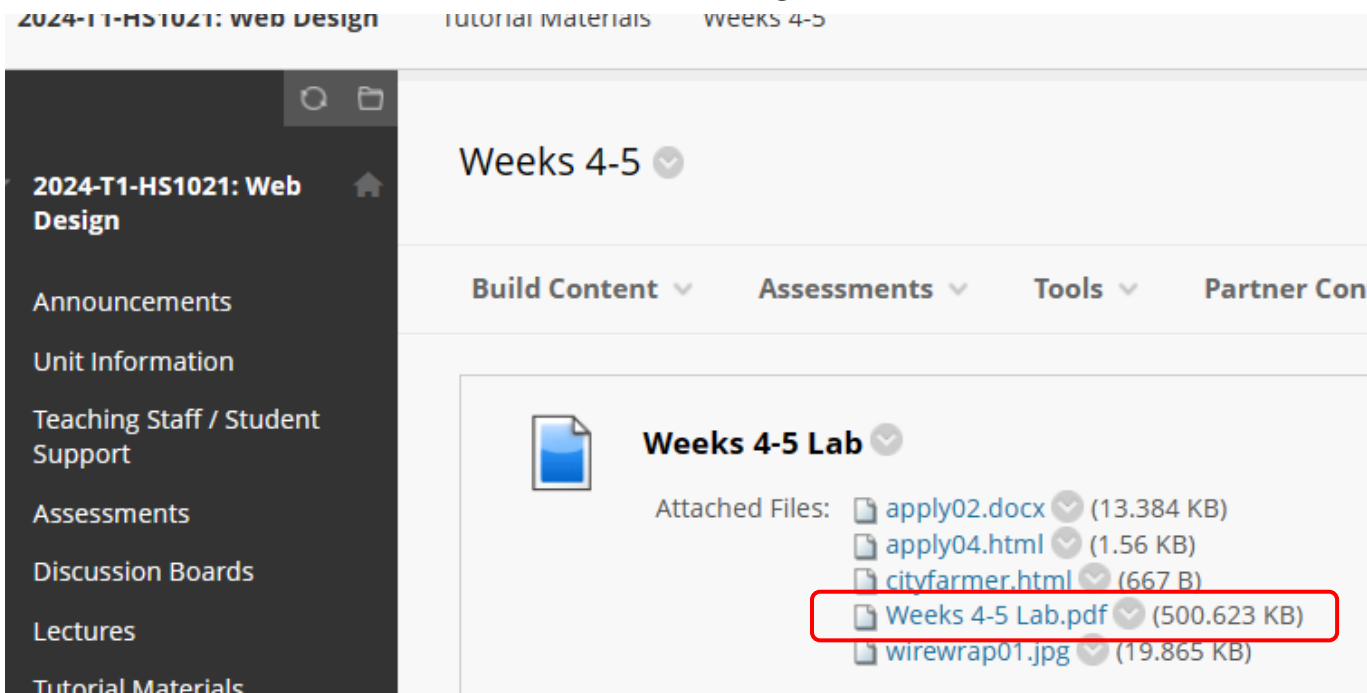 2024-T1-HS1021: Web Design Tutorial Materials Weeks 4-5
2024-T1-HS1021: Web
Design
Announcements
Unit Information
Teaching Staff / Student
Support
Assessments
Discussion Boards
Lectures
Tutorial Materials
Weeks 4-5
Build Content Assessments Tools Partner Con
Weeks 4-5 Lab
Attached Files: apply02.docx (13.384 KB)
apply04.html (1.56 KB)
cityfarmer.html (667 B)
Weeks 4-5 Lab.pdf (500.623 KB)
wirewrap01.jpg (19.865 KB)